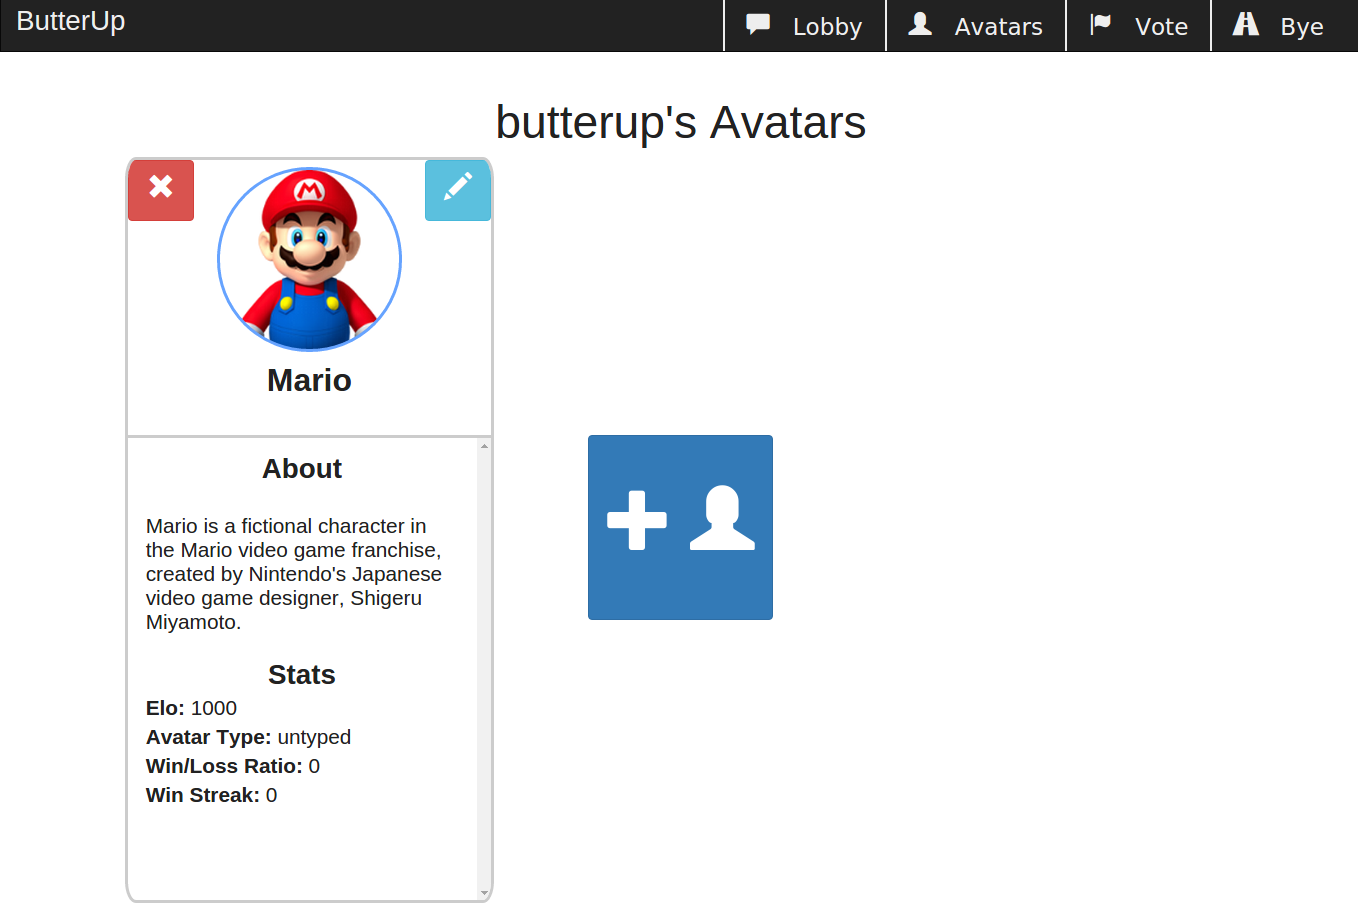 ButterUp
Lobby
Avatars
Vote
Bye
butterup's Avatars
M
Mario
About
Mario is a fictional character in
the Mario video game franchise,
created by Nintendo's Japanese
video game designer, Shigeru
Miyamoto.
Stats
Elo: 1000
Avatar Type: untyped
Win/Loss Ratio: 0
Win Streak: 0